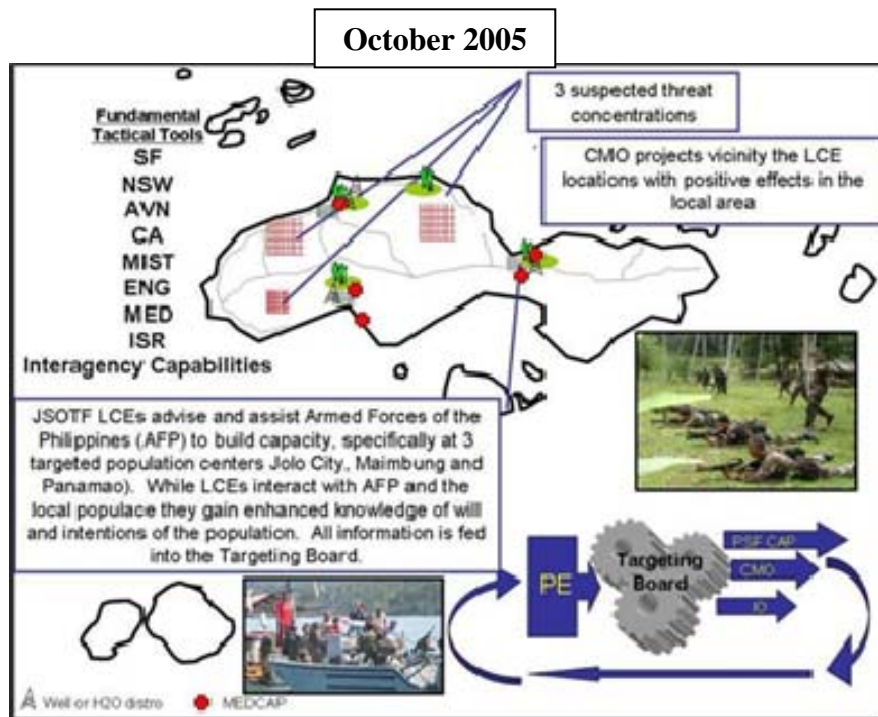 October 2005
3 suspected threat
concentrations
CMO projects vicinity the LCE
locations with positive effects in the
local area
Fundamental
Tactical Tools
SF
NSW
AVN
CA
MIST
ENG
MED
ISR
Interagency Capabilities
JSOTF LCEs advise and assist Armed Forces of the
Philippines (AFP) to build capacity, specifically at 3
targeted population centers Jolo City, Maimbung and
Panamao). While LCEs interact with AFP and the
local populace they gain enhanced knowledge of will
and intentions of the population. All information is fed
into the Targeting Board.
PE
Targeting
Board
PSF CAP
CMO
IO
Well or H2O distro
MEDCAP